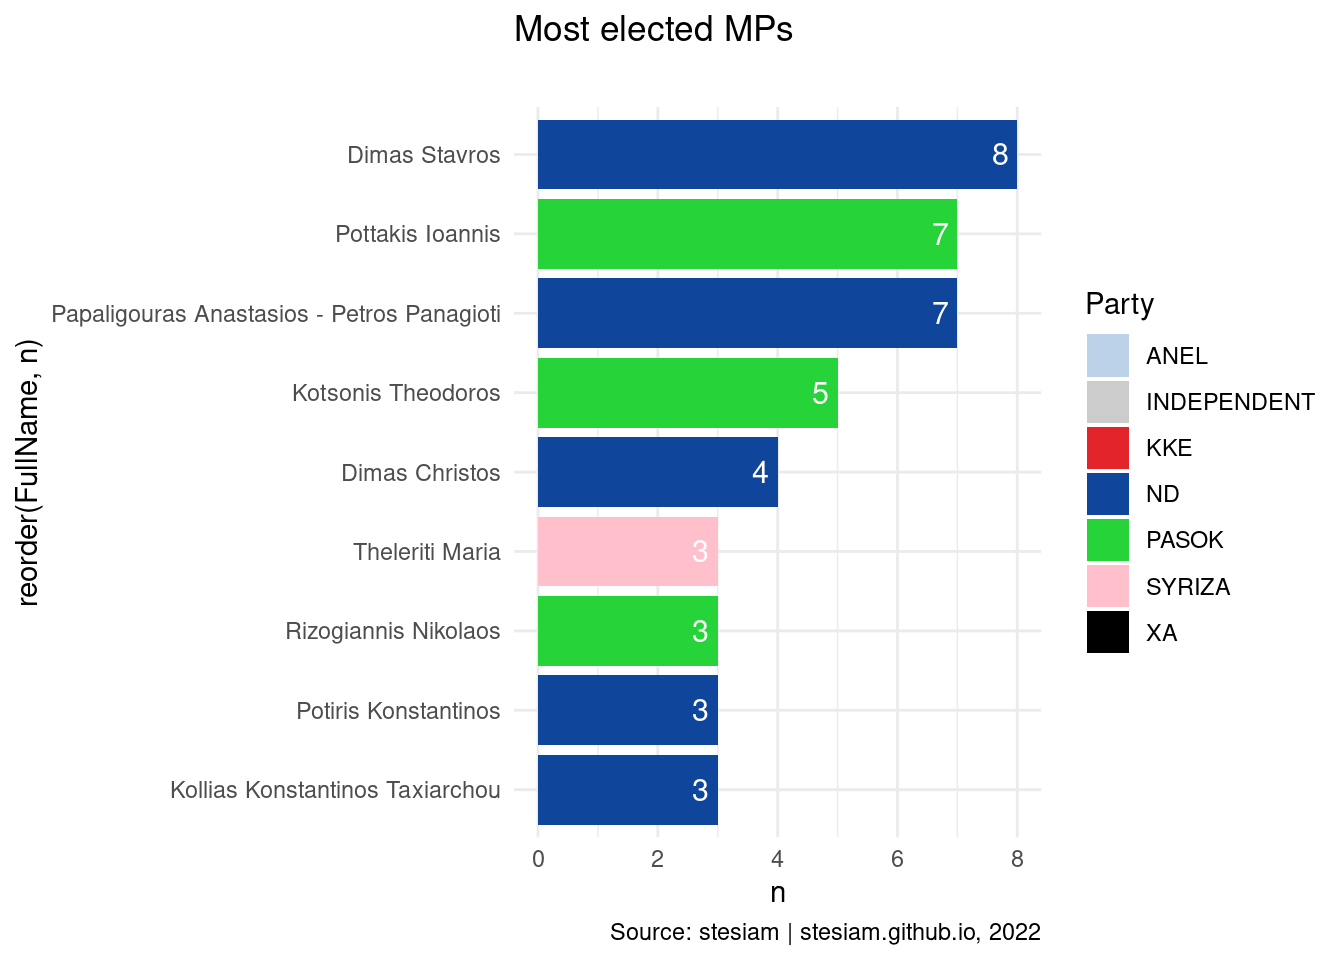 Most elected MPs
reorder(FullName, n)
Dimas Stavros 8
Pottakis Ioannis 7
Papaligouras Anastasios - Petros Panagioti 7
Kotsonis Theodoros 5
Dimas Christos 4
Theleriti Maria 3
Rizogiannis Nikolaos 3
Potiris Konstantinos 3
Kollias Konstantinos Taxiarchou 3
0 2 4 6 8
n
Party
ANEL
INDEPENDENT
KKE
ND
PASOK
SYRIZA
XA
Source: stesiam | stesiam.github.io, 2022